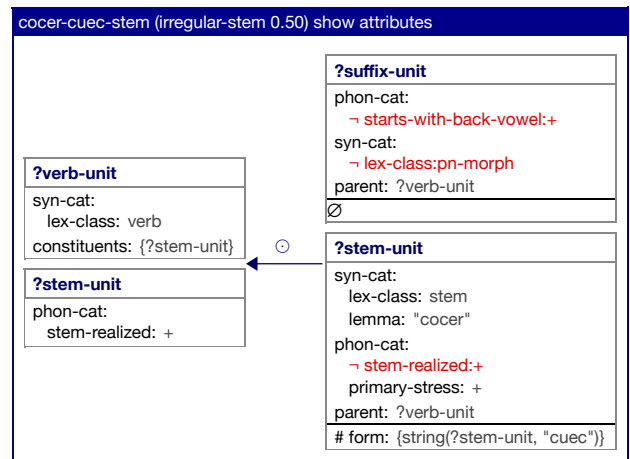 cocer-cuec-stem (irregular-stem 0.50) show attributes
?verb-unit
syn-cat:
lex-class: verb
constituents: {?stem-unit}
?stem-unit
phon-cat:
stem-realized: +
⊙
?suffix-unit
phon-cat:
¬ starts-with-back-vowel:+
syn-cat:
¬ lex-class:pn-morph
parent: ?verb-unit
∅
?stem-unit
syn-cat:
lex-class: stem
lemma: "cocer"
phon-cat:
¬ stem-realized:+
primary-stress: +
parent: ?verb-unit
# form: {string(?stem-unit, "cuec")}